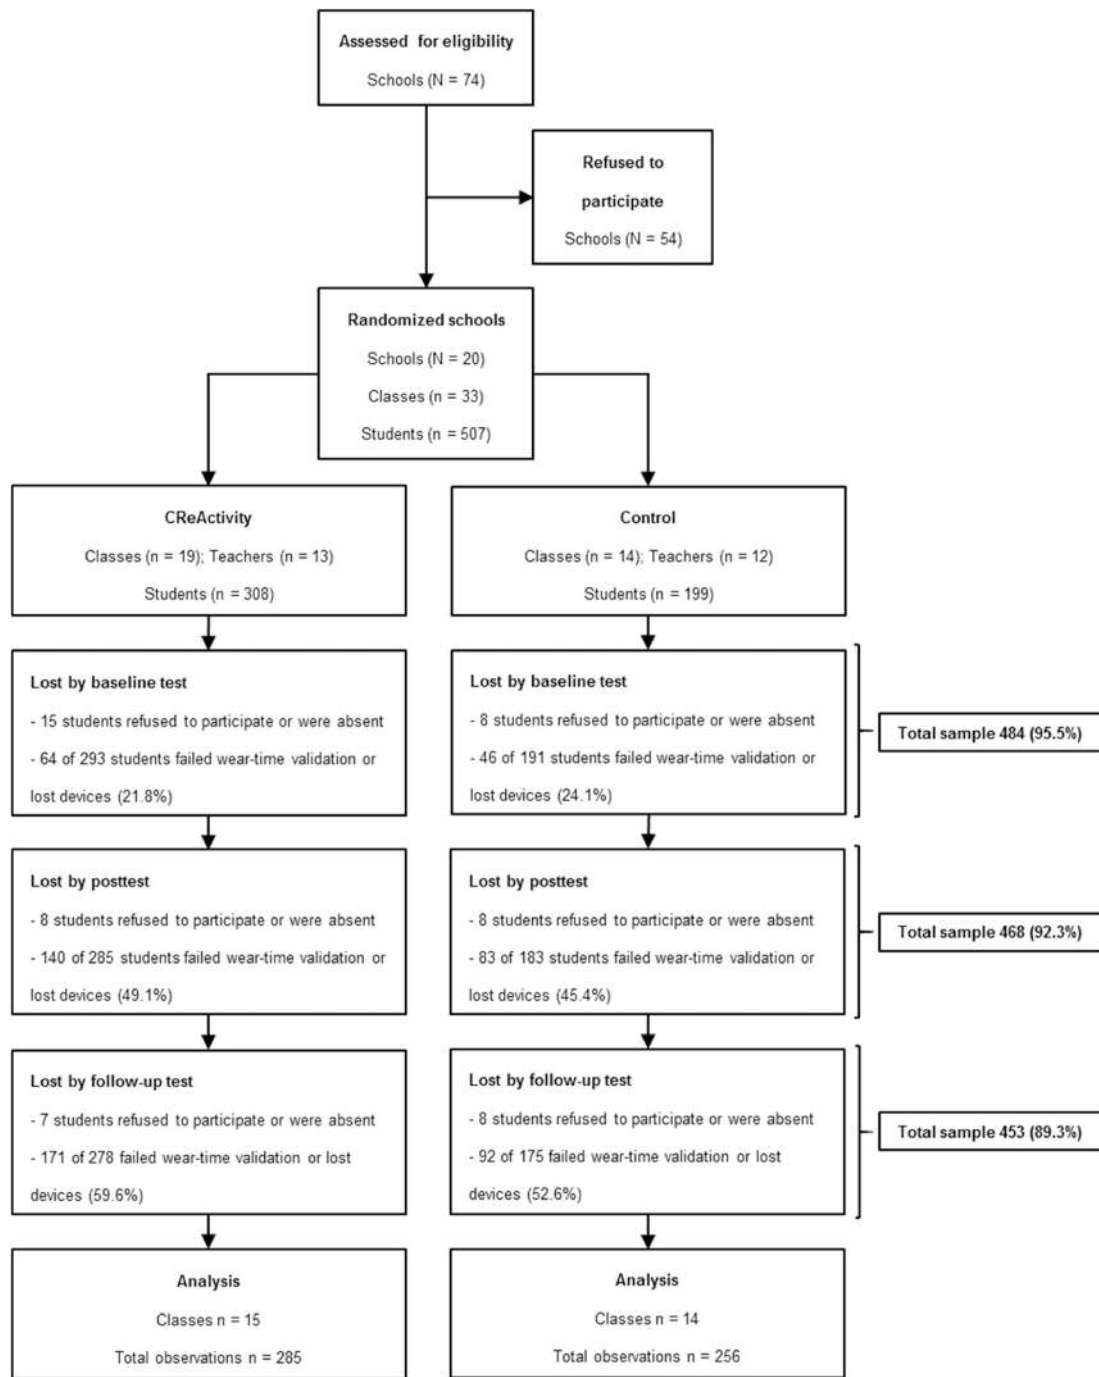 Assessed for eligibility
Schools (N = 74)
Refused to
participate
Schools (N = 54)
Randomized schools
Schools (N = 20)
Classes (n = 33)
Students (n = 507)
CReActivity
Classes (n = 19); Teachers (n = 13)
Students (n = 308)
Control
Classes (n = 14); Teachers (n = 12)
Students (n = 199)
Lost by baseline test
- 15 students refused to participate or were absent
- 64 of 293 students failed wear-time validation or
lost devices (21.8%)
Lost by baseline test
- 8 students refused to participate or were absent
- 46 of 191 students failed wear-time validation or
lost devices (24.1%)
Total sample 484 (95.5%)
Lost by posttest
- 8 students refused to participate or were absent
- 140 of 285 students failed wear-time validation or
lost devices (49.1%)
Lost by posttest
- 8 students refused to participate or were absent
- 83 of 183 students failed wear-time validation or
lost devices (45.4%)
Total sample 468 (92.3%)
Lost by follow-up test
- 7 students refused to participate or were absent
- 171 of 278 failed wear-time validation or lost
devices (59.6%)
Lost by follow-up test
- 8 students refused to participate or were absent
- 92 of 175 failed wear-time validation or lost
devices (52.6%)
Total sample 453 (89.3%)
Analysis
Classes n = 15
Total observations n = 285
Analysis
Classes n = 14
Total observations n = 256